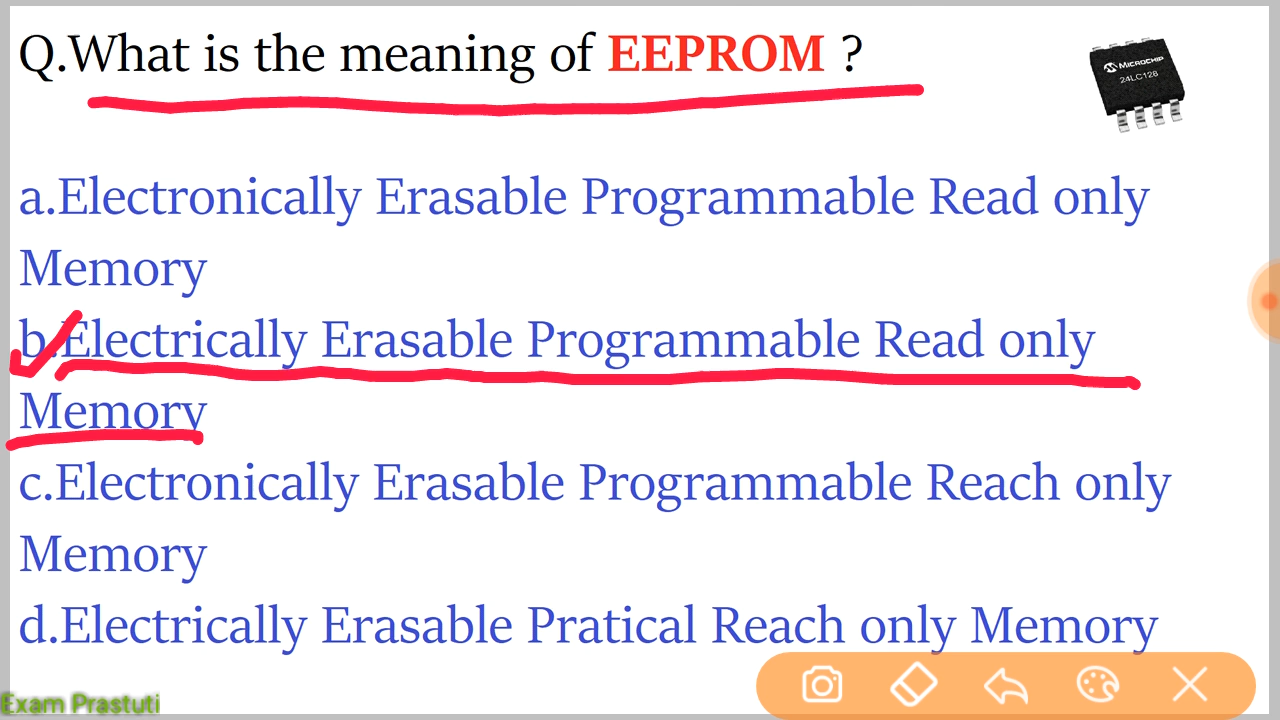 Q.What is the meaning of EEPROM ?
MICROCHIP
24LC128
a.Electronically Erasable Programmable Read only
Memory
b.Electrically Erasable Programmable Read only
Memory
c.Electronically Erasable Programmable Reach only
Memory
d.Electrically Erasable Pratical Reach only Memory
Exam Prastuti